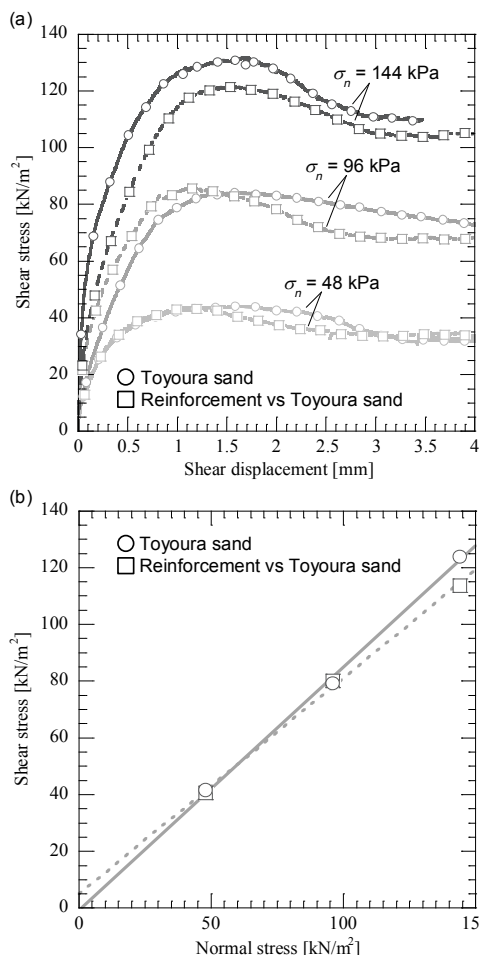 (a)
140
120
100
80
60
40
20
0
Shear stress [kN/m²]
σn = 144 kPa
σn = 96 kPa
σn = 48 kPa
Toyoura sand
Reinforcement vs Toyoura sand
0 0.5 1 1.5 2 2.5 3 3.5 4
Shear displacement [mm]
(b)
140
120
100
80
60
40
20
0
Shear stress [kN/m²]
Toyoura sand
Reinforcement vs Toyoura sand
0 50 100 15
Normal stress [kN/m²]